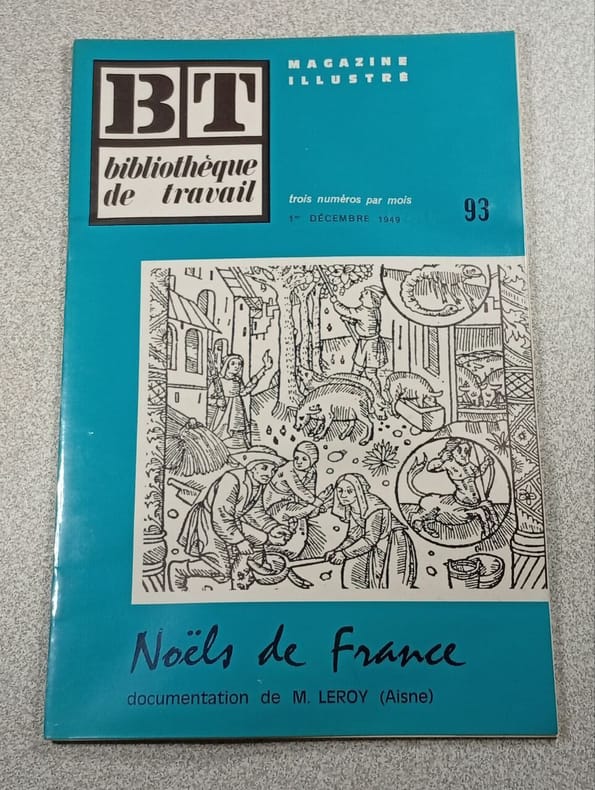 BT
bibliothèque
de travail
MAGAZINE
ILLUSTRÉ
trois numéros par mois
1er DÉCEMBRE 1949
93
Noëls de France
documentation de M. LEROY (Aisne)